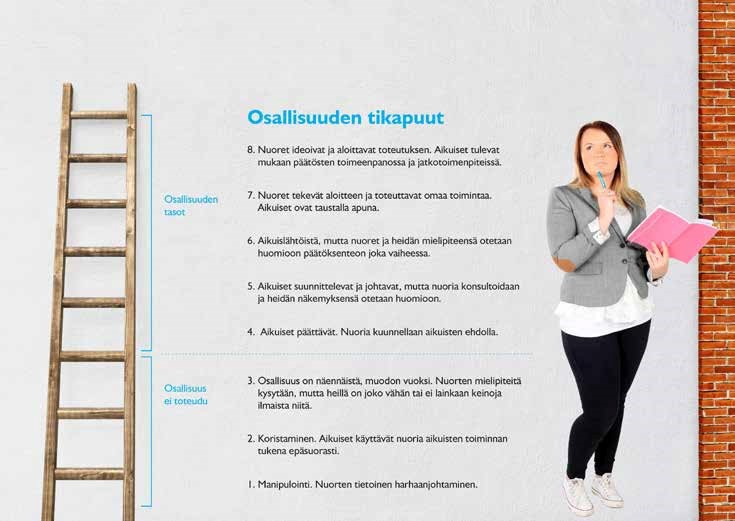 Osallisuuden tikapuut
8. Nuoret ideoivat ja aloittavat toteutuksen. Aikuiset tulevat
mukaan päätösten toimeenpanossa ja jatkotoimenpiteissä.
Osallisuuden
tasot
7. Nuoret tekevät aloitteen ja toteuttavat omaa toimintaa.
Aikuiset ovat taustalla apuna.
6. Aikuislähtöistä, mutta nuoret ja heidän mielipiteensä otetaan
huomioon päätöksenteon joka vaiheessa.
5. Aikuiset suunnittelevat ja johtavat, mutta nuoria konsultoidaan
ja heidän näkemyksensä otetaan huomioon.
4. Aikuiset päättävät. Nuoria kuunnellaan aikuisten ehdolla.
Osallisuus
ei toteudu
3. Osallisuus on näennäistä, muodon vuoksi. Nuorten mielipiteitä
kysytään, mutta heillä on joko vähän tai ei lainkaan keinoja
ilmaista niitä.
2. Koristaminen. Aikuiset käyttävät nuoria aikuisten toiminnan
tukena epäsuorasti.
1. Manipulointi. Nuorten tietoinen harhaanjohtaminen.